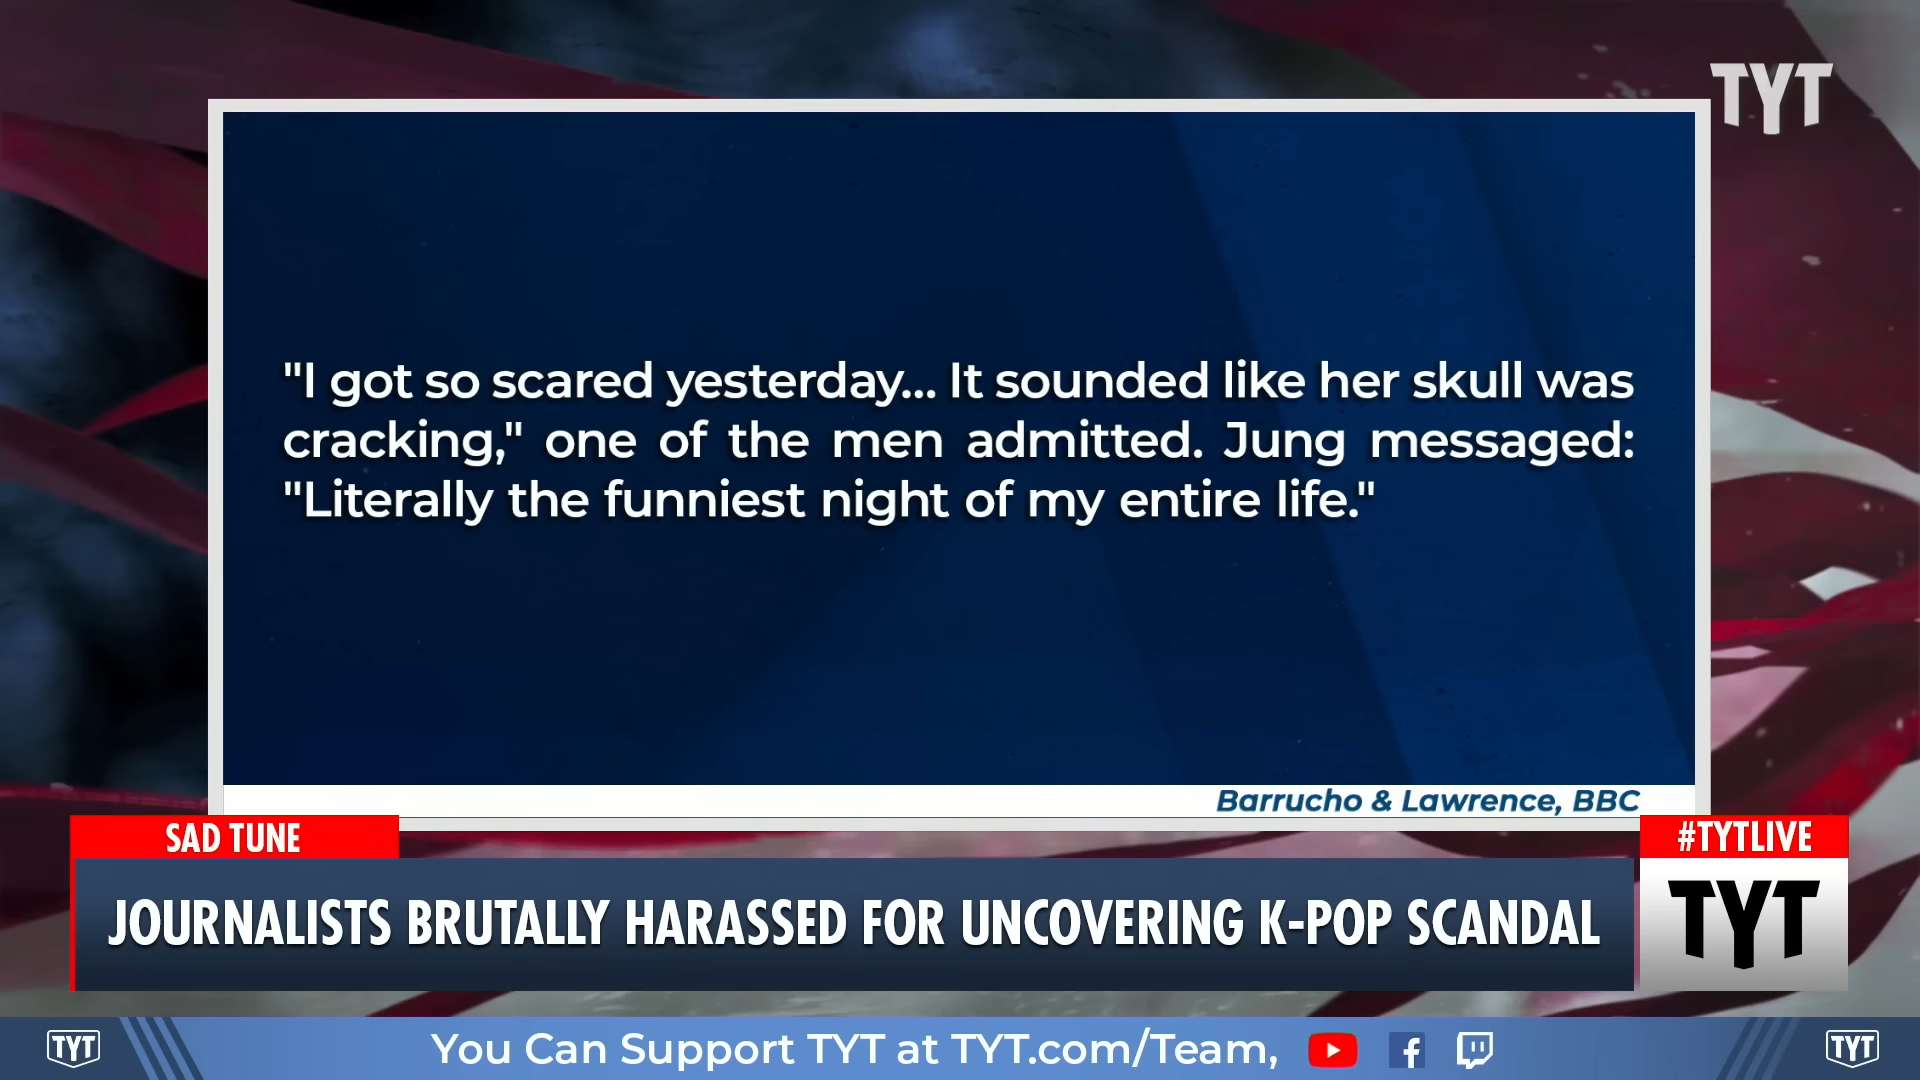 TYT
"I got so scared yesterday... It sounded like her skull was
cracking," one of the men admitted. Jung messaged:
"Literally the funniest night of my entire life."
Barrucho & Lawrence, BBC
SAD TUNE
#TYTLIVE
JOURNALISTS BRUTALLY HARASSED FOR UNCOVERING K-POP SCANDAL
TYT
TYT
You Can Support TYT at TYT.com/Team,
TYT